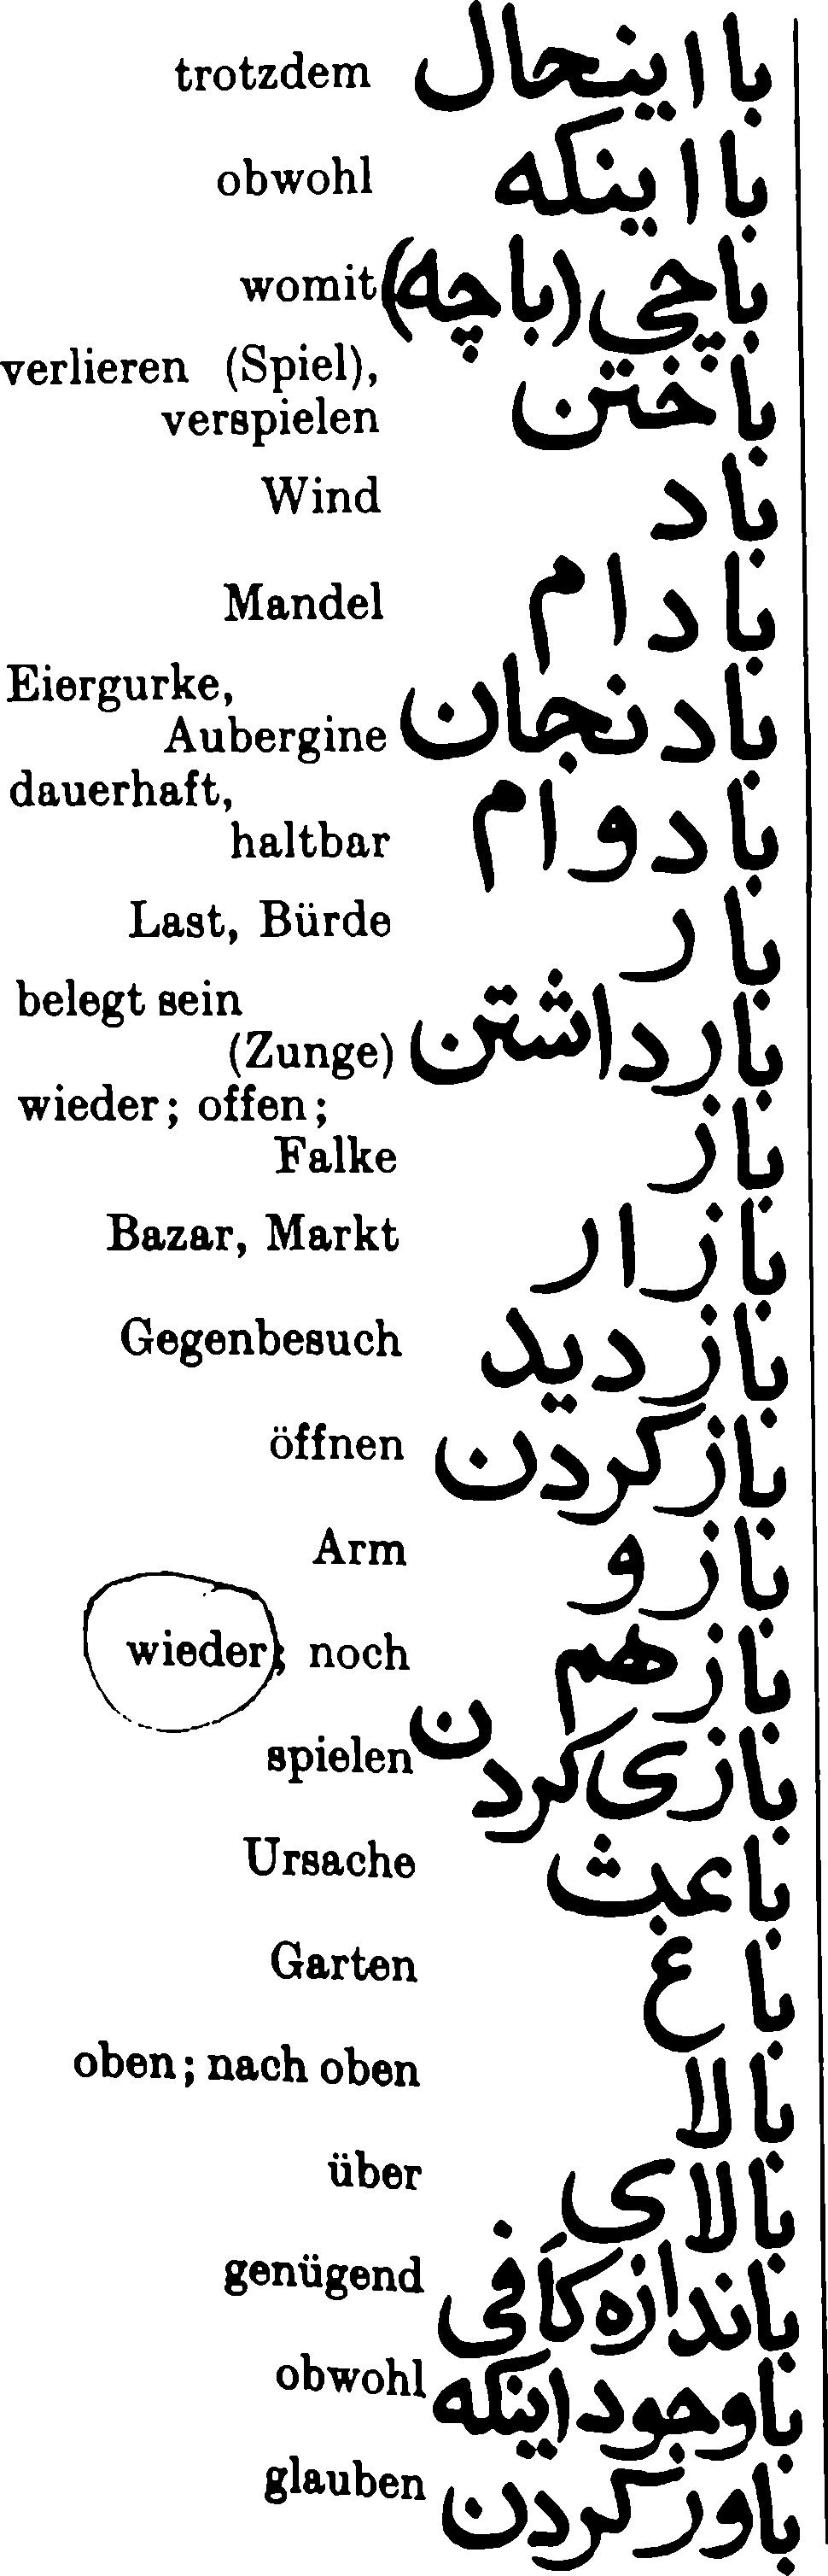 trotzdem با اینحال
obwohl با اینکه
womit باچی (باچه)
verlieren (Spiel),
verspielen باختن
Wind باد
Mandel بادام
Eiergurke,
Aubergine بادنجان
dauerhaft,
haltbar بادوام
Last, Bürde بار
belegt sein
(Zunge) بارداشتن
wieder; offen;
Falke باز
Bazar, Markt بازار
Gegenbesuch بازدید
öffnen بازکردن
Arm بازو
wieder; noch بازهم
spielen بازی کردن
Ursache باعث
Garten باغ
oben; nach oben بالا
über بالای
genügend باندازه کافی
obwohl باوجود اینکه
glauben باور کردن